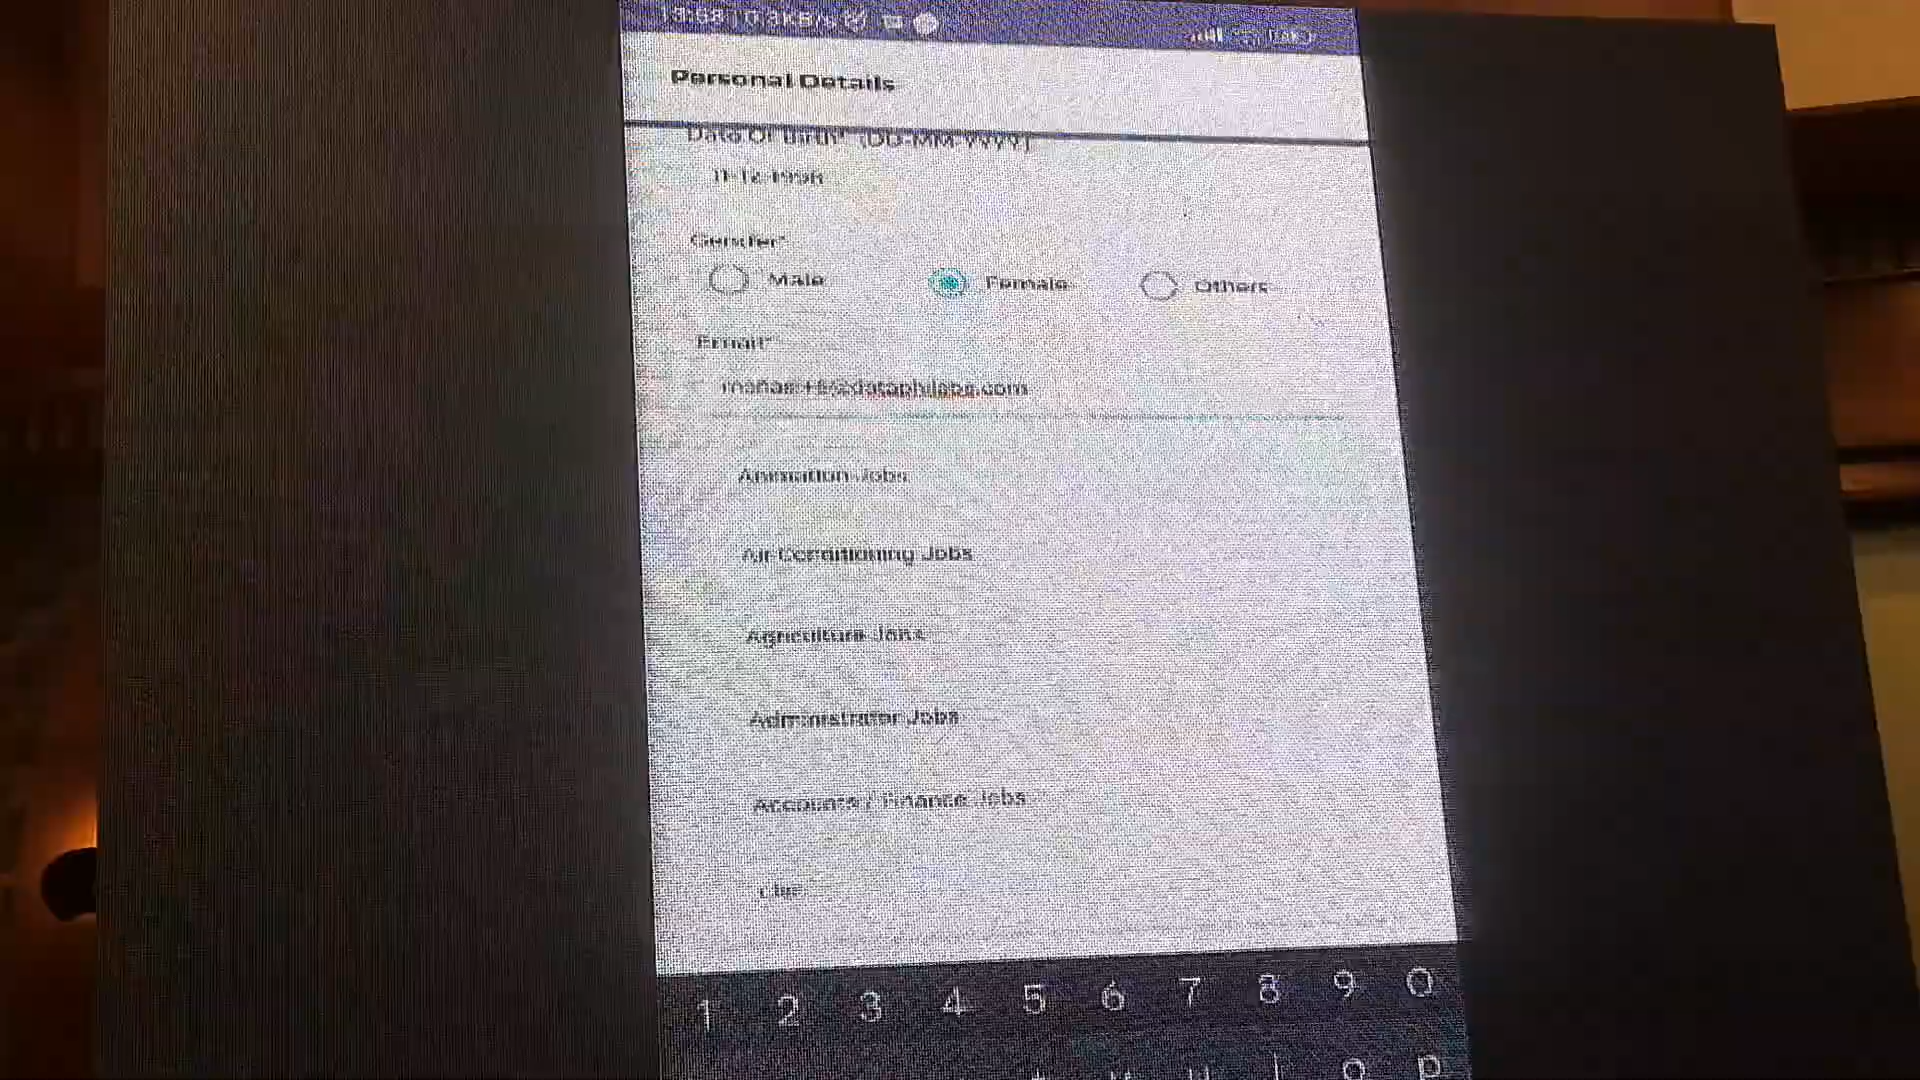 Personal Details
Date Of Birth* (DD-MM-YYYY)
Gender*
Male Female Others
Email*
Animation Jobs
Air Conditioning Jobs
Agriculture Jobs
Administrator Jobs
Accounts / Finance Jobs
1 2 3 4 5 6 7 8 9 0
o p